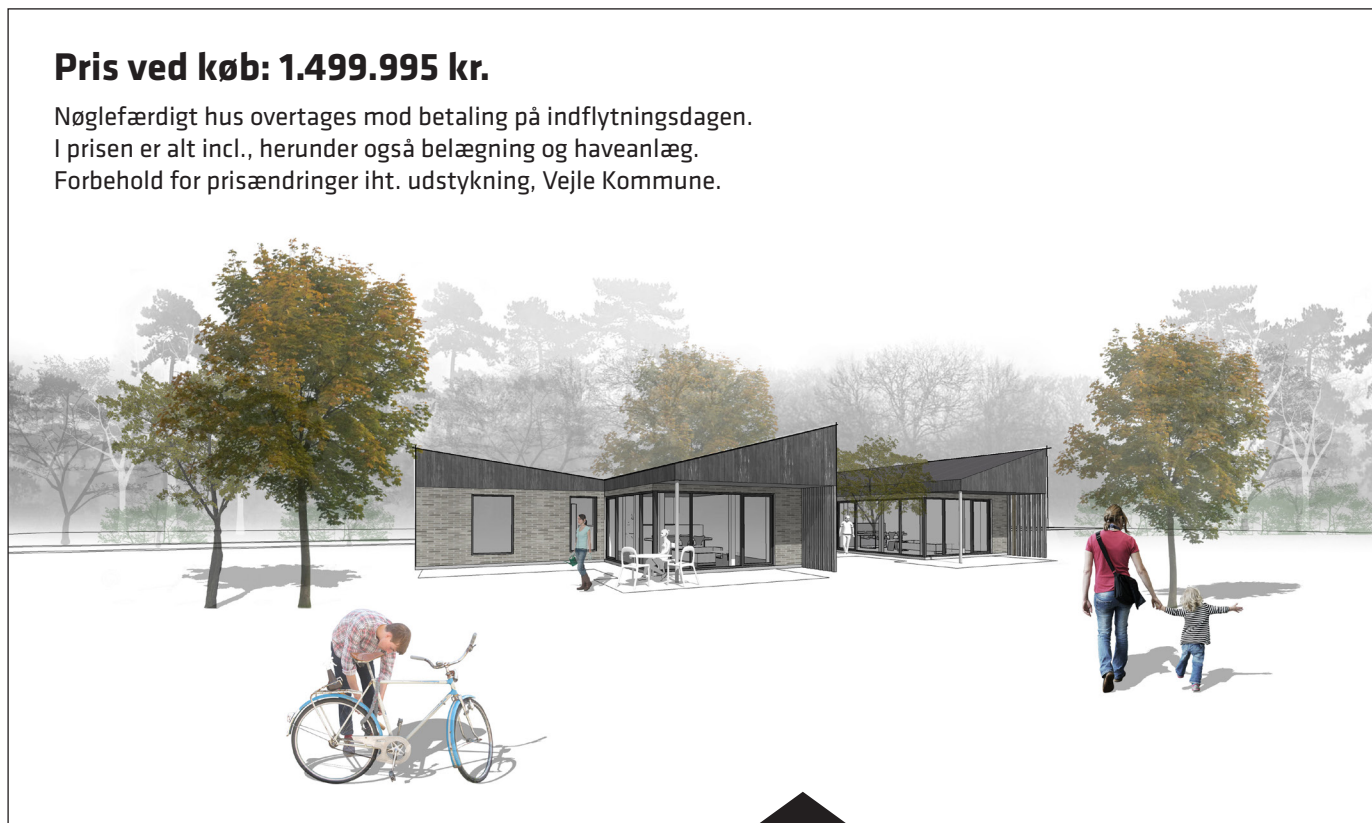 Pris ved køb: 1.499.995 kr.
Nøglefærdigt hus overtages mod betaling på indflytningsdagen.
I prisen er alt incl., herunder også belægning og haveanlæg.
Forbehold for prisændringer iht. udstykning, Vejle Kommune.